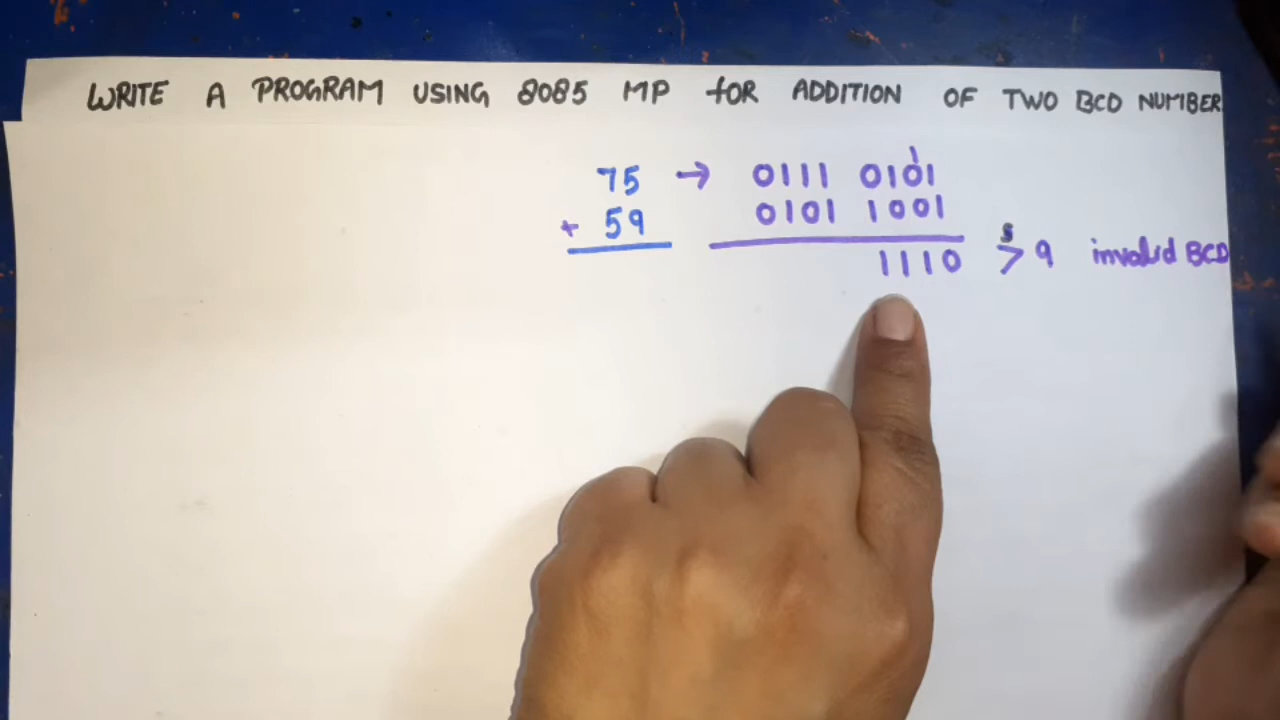 WRITE A PROGRAM USING 8085 MP FOR ADDITION OF TWO BCD NUMBER
1
75 → 0111 0101
+ 59 0101 1001
1110 > 9 invalid BCD